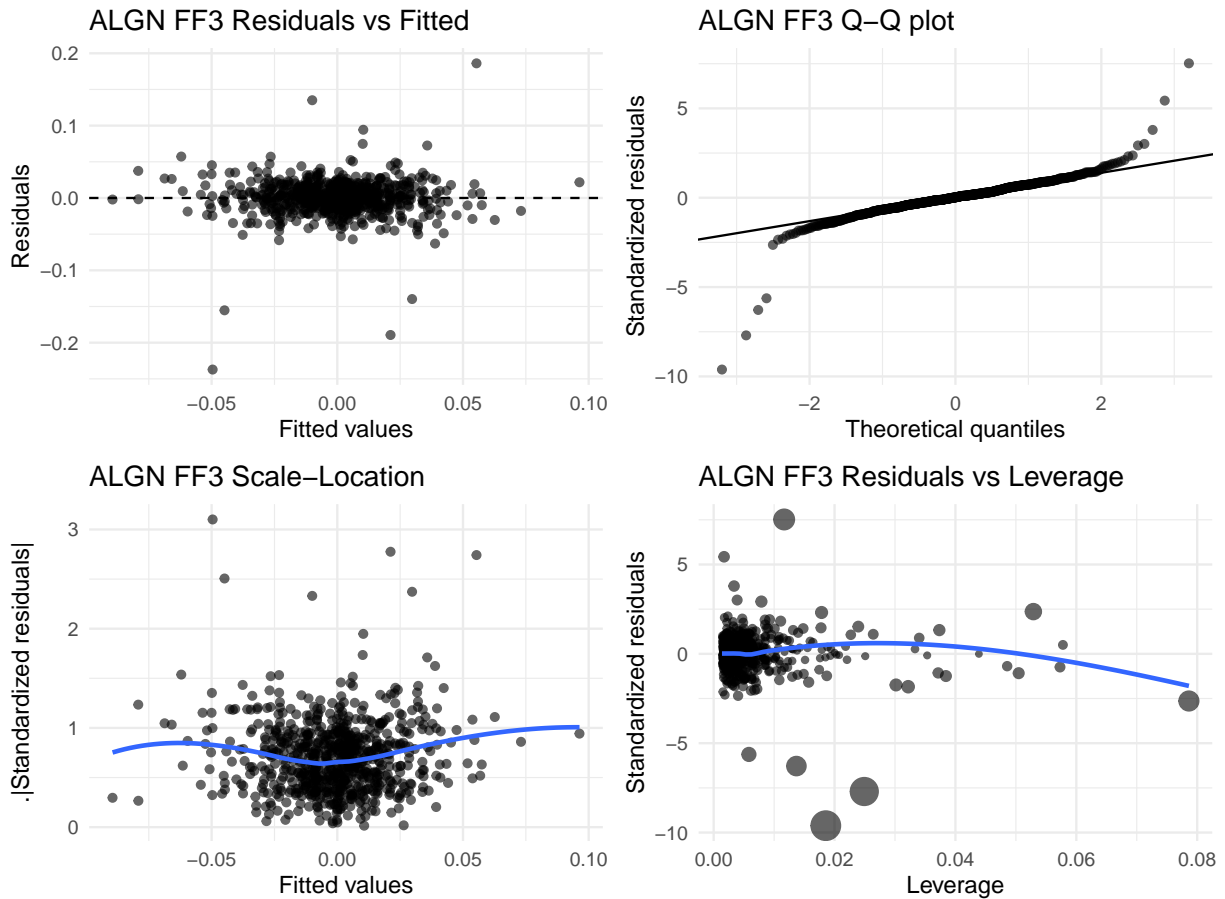 ALGN FF3 Residuals vs Fitted
0.2
0.1
0.0
−0.1
−0.2
Residuals
−0.05 0.00 0.05 0.10
Fitted values
ALGN FF3 Q−Q plot
5
0
−5
−10
Standardized residuals
−2 0 2
Theoretical quantiles
ALGN FF3 Scale−Location
3
2
1
0
·|Standardized residuals|
−0.05 0.00 0.05 0.10
Fitted values
ALGN FF3 Residuals vs Leverage
5
0
−5
−10
Standardized residuals
0.00 0.02 0.04 0.06 0.08
Leverage